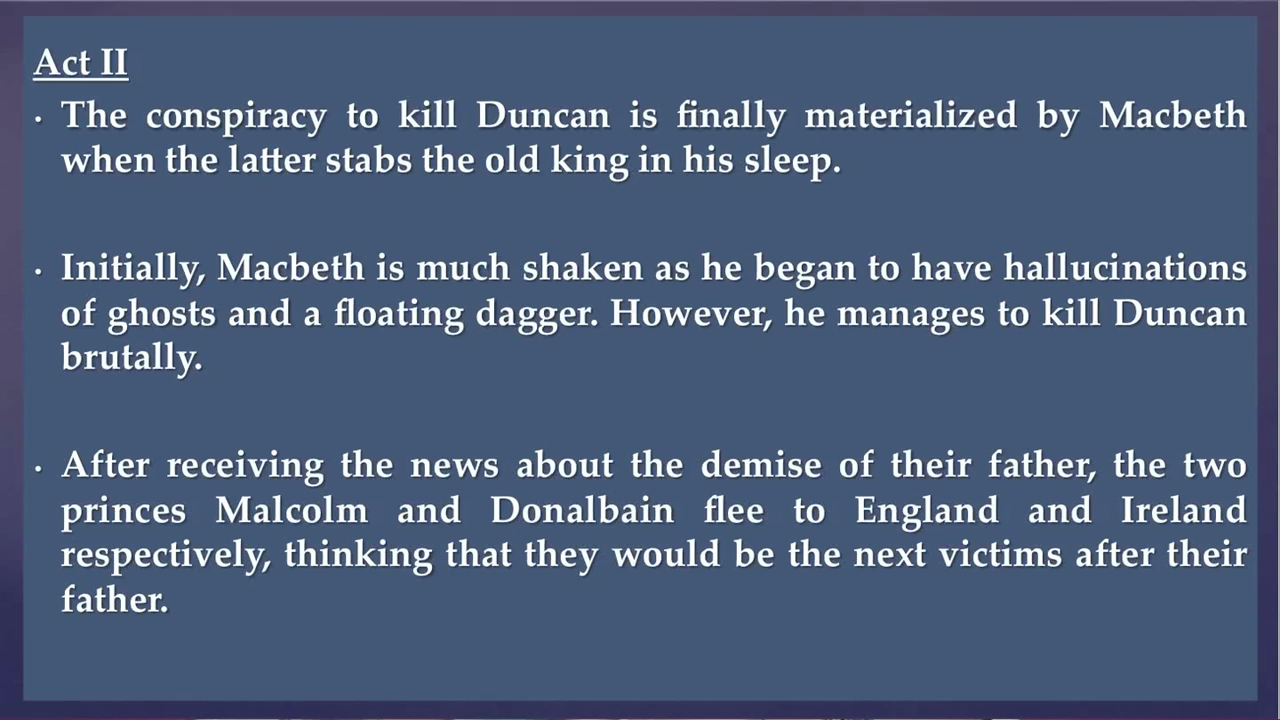 Act II
• The conspiracy to kill Duncan is finally materialized by Macbeth
when the latter stabs the old king in his sleep.
• Initially, Macbeth is much shaken as he began to have hallucinations
of ghosts and a floating dagger. However, he manages to kill Duncan
brutally.
• After receiving the news about the demise of their father, the two
princes Malcolm and Donalbain flee to England and Ireland
respectively, thinking that they would be the next victims after their
father.